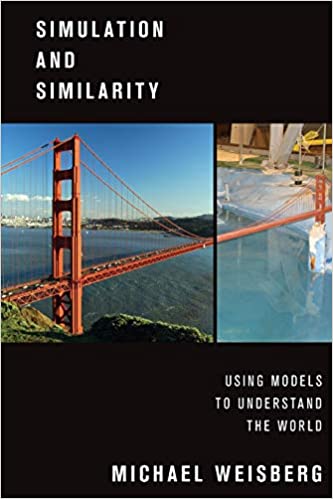 SIMULATION
AND
SIMILARITY
USING MODELS
TO UNDERSTAND
THE WORLD
MICHAEL WEISBERG